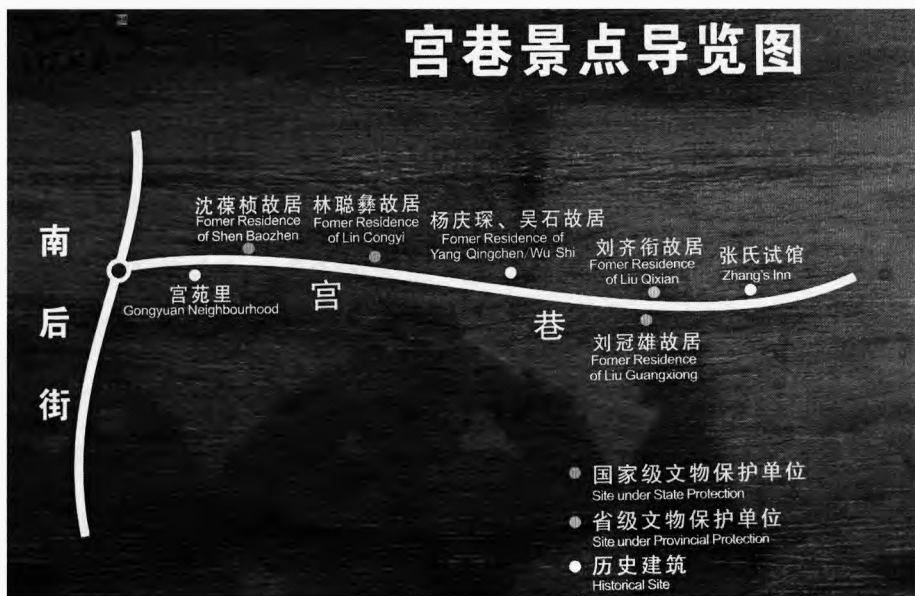 宫巷景点导览图
南后街
沈葆桢故居
Fomer Residence
of Shen Baozhen
林聪彝故居
Fomer Residence
of Lin Congyi
杨庆琛、吴石故居
Fomer Residence of
Yang Qingchen/Wu Shi
刘齐衔故居
Fomer Residence
of Liu Qixian
张氏试馆
Zhang's Inn
宫苑里
Gongyuan Neighbourhood
宫巷
刘冠雄故居
Fomer Residence
of Liu Guangxiong
国家级文物保护单位
Site under State Protection
省级文物保护单位
Site under Provincial Protection
历史建筑
Historical Site